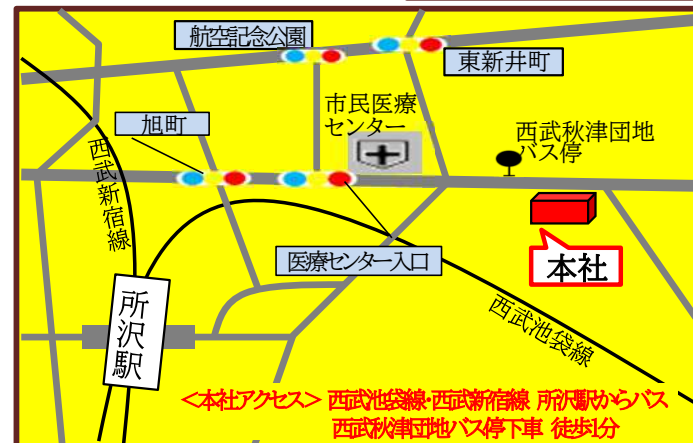 航空記念公園
東新井町
市民医療
センター
旭町
西武秋津団地
バス停
西武新宿線
医療センター入口
本社
所沢駅
西武池袋線
<本社アクセス> 西武池袋線・西武新宿線 所沢駅からバス
西武秋津団地バス停下車 徒歩1分